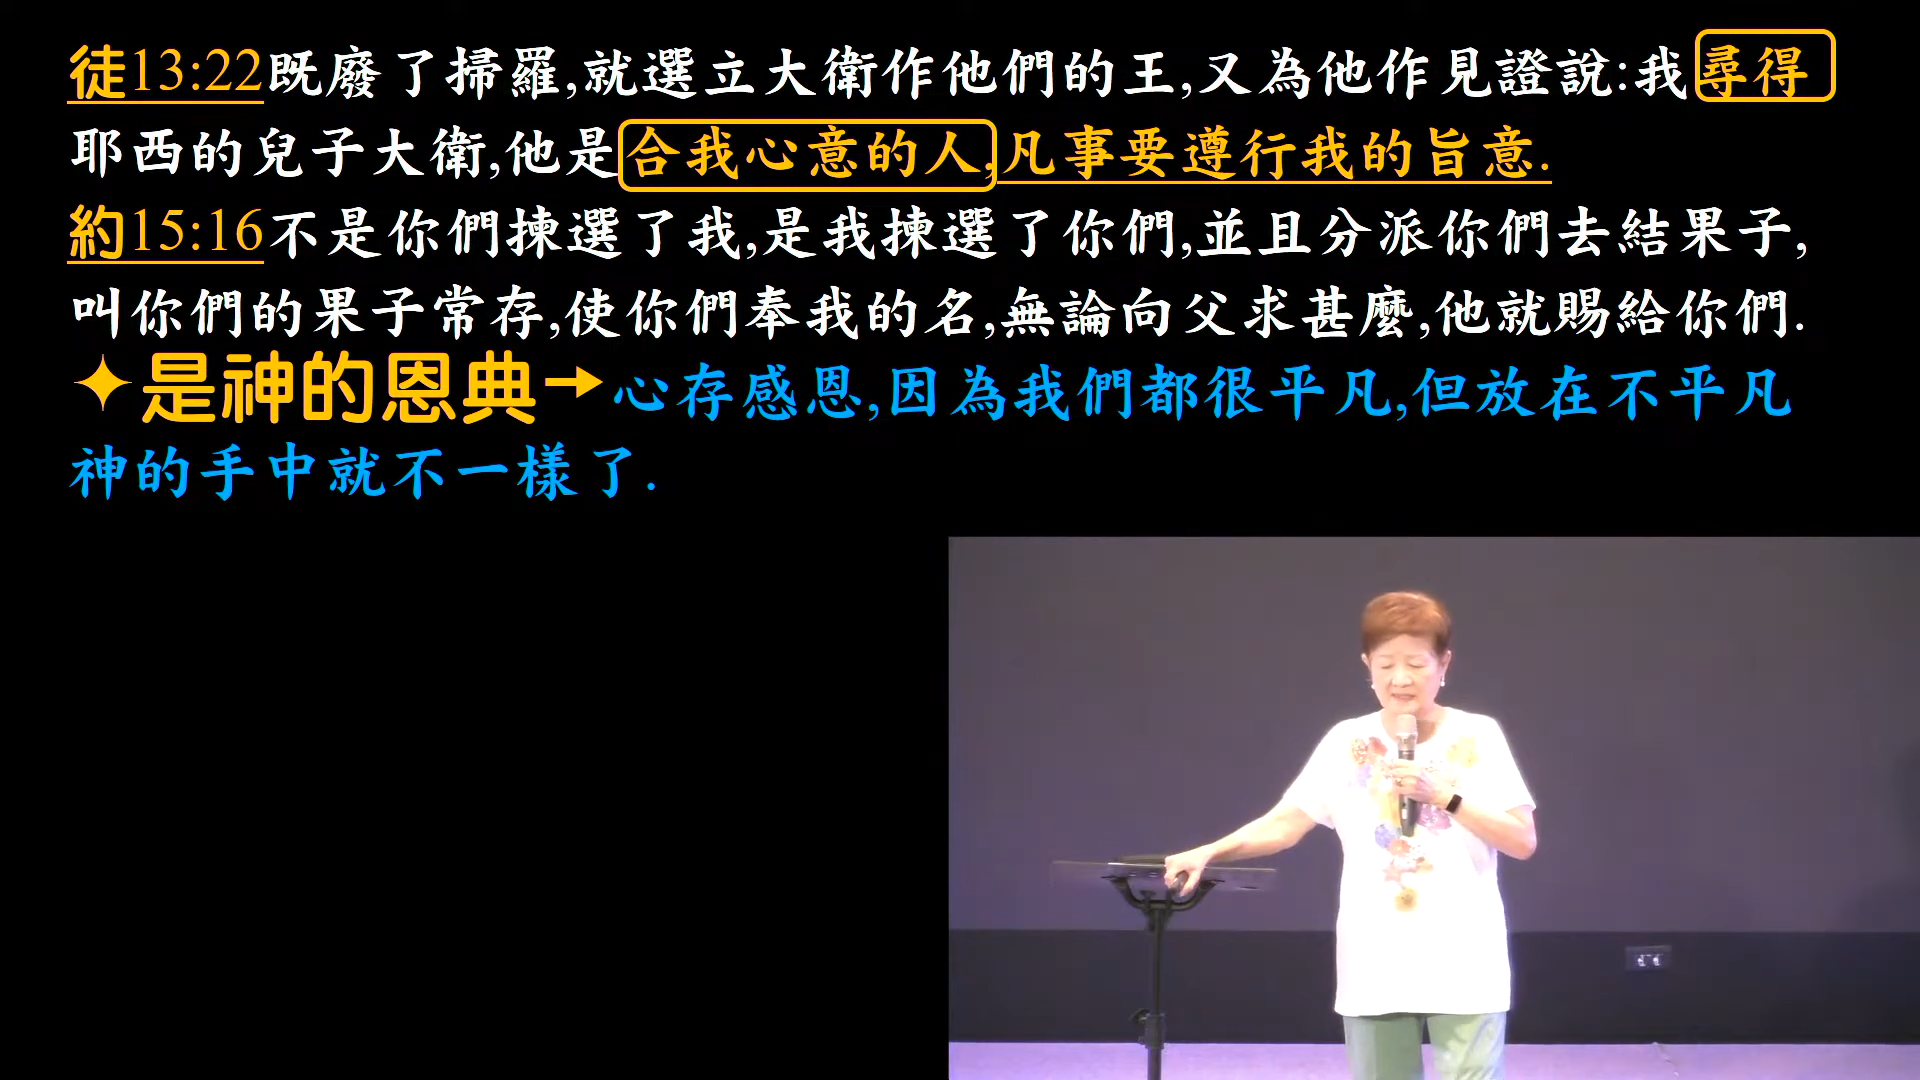 徒13:22既廢了掃羅,就選立大衛作他們的王,又為他作見證說:我尋得
耶西的兒子大衛,他是合我心意的人,凡事要遵行我的旨意.
約15:16不是你們揀選了我,是我揀選了你們,並且分派你們去結果子,
叫你們的果子常存,使你們奉我的名,無論向父求甚麼,他就賜給你們.
✦是神的恩典→心存感恩,因為我們都很平凡,但放在不平凡
神的手中就不一樣了.